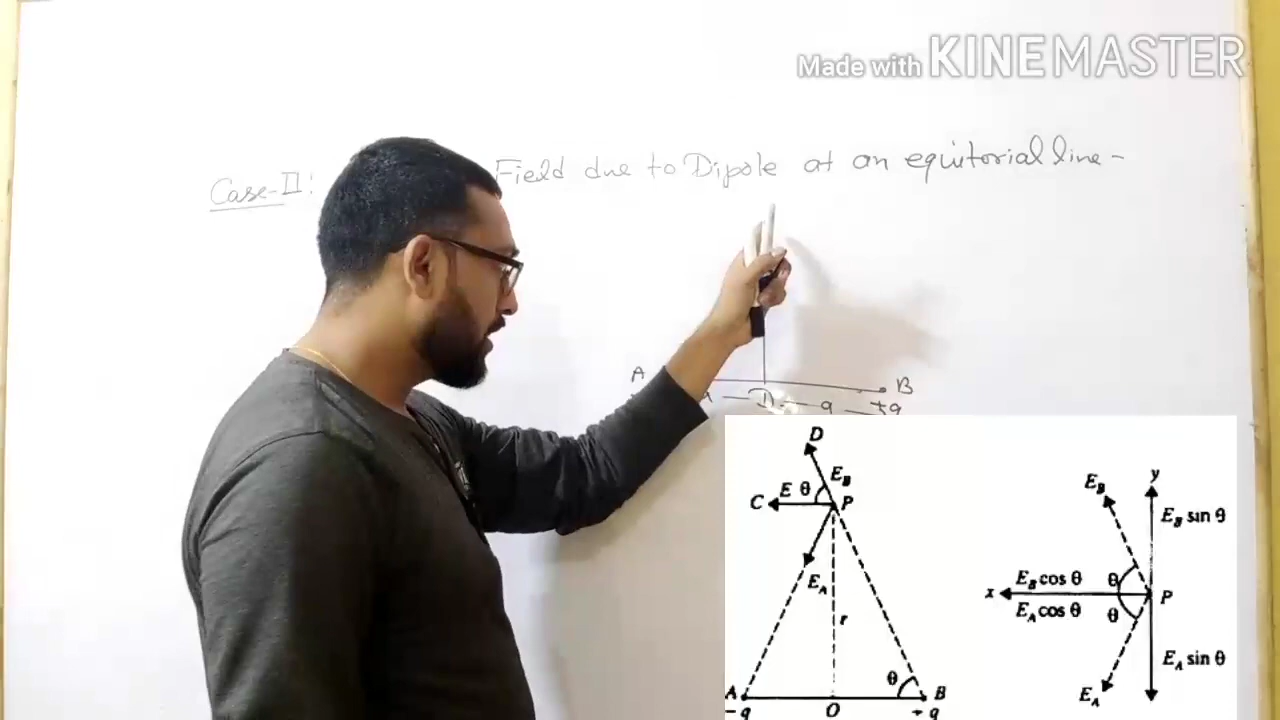 Made with KINEMASTER
Case-II: Field due to Dipole at an equitorial line-
A B
a D a +q
D
E_B
C E θ P
E_A
r
θ
A O B
-q +q
y
E_B E_B sin θ
E_B cos θ θ
x P
E_A cos θ θ
E_A sin θ
E_A